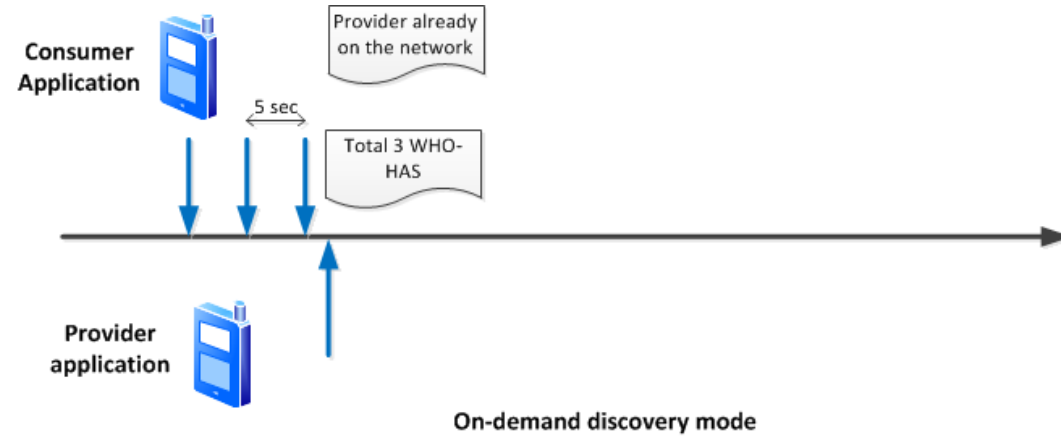 Provider already
on the network
Consumer
Application
5 sec
Total 3 WHO-
HAS
Provider
application
On-demand discovery mode